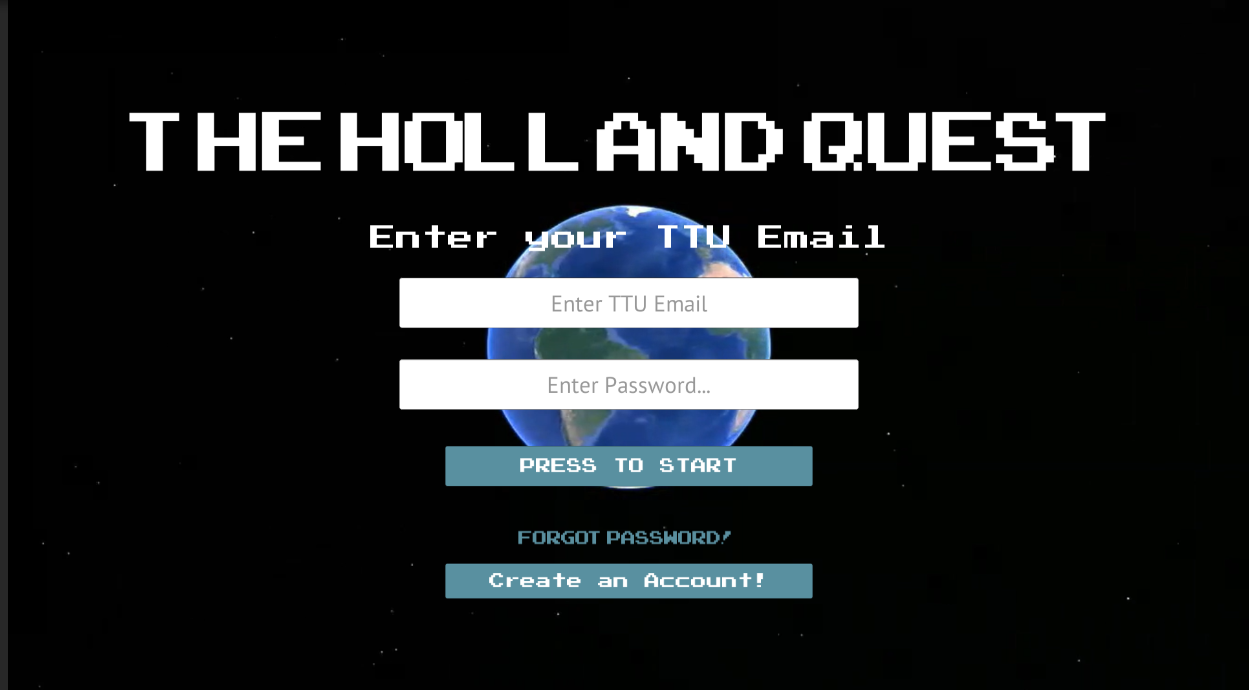 THE HOLLAND QUEST
Enter your TTU Email
Enter TTU Email
Enter Password...
PRESS TO START
FORGOT PASSWORD!
Create an Account!